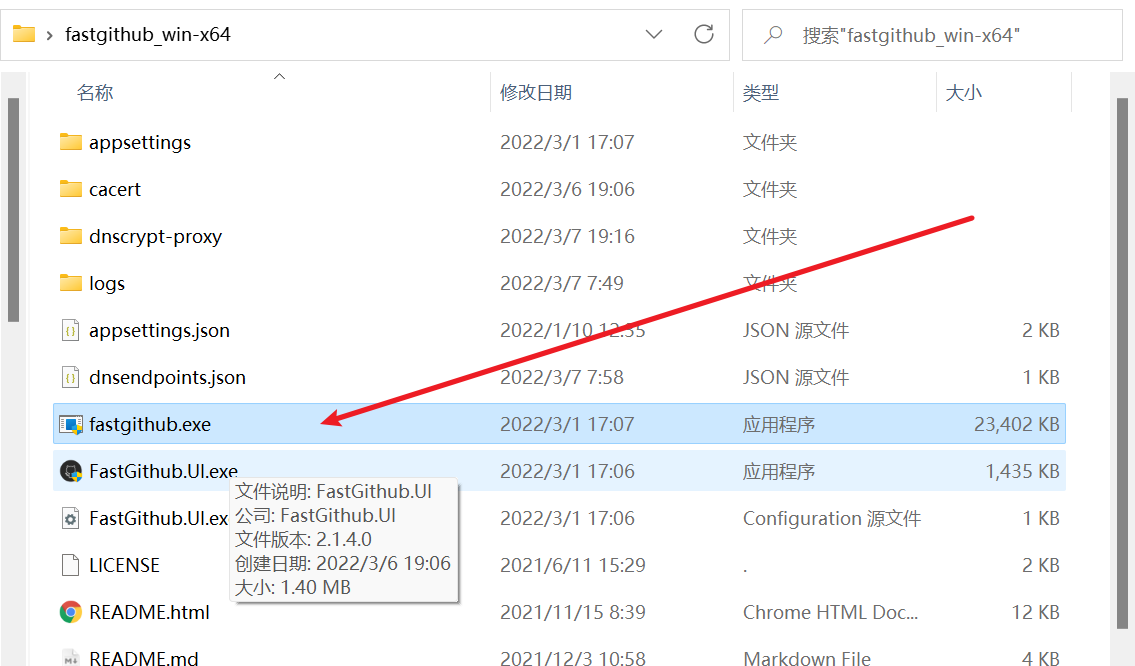 fastgithub_win-x64
搜索"fastgithub_win-x64"
名称 修改日期 类型 大小
appsettings 2022/3/1 17:07 文件夹
cacert 2022/3/6 19:06 文件夹
dnscrypt-proxy 2022/3/7 19:16 文件夹
logs 2022/3/7 7:49 文件夹
appsettings.json 2022/1/10 12:35 JSON 源文件 2 KB
dnsendpoints.json 2022/3/7 7:58 JSON 源文件 1 KB
fastgithub.exe 2022/3/1 17:07 应用程序 23,402 KB
FastGithub.UI.exe 2022/3/1 17:06 应用程序 1,435 KB
文件说明: FastGithub.UI
公司: FastGithub.UI
文件版本: 2.1.4.0
创建日期: 2022/3/6 19:06
大小: 1.40 MB
FastGithub.UI.ex 2022/3/1 17:06 Configuration 源文件 1 KB
LICENSE 2021/6/11 15:29 . 2 KB
README.html 2021/11/15 8:39 Chrome HTML Doc... 12 KB
README.md 2021/12/3 10:58 Markdown File 4 KB